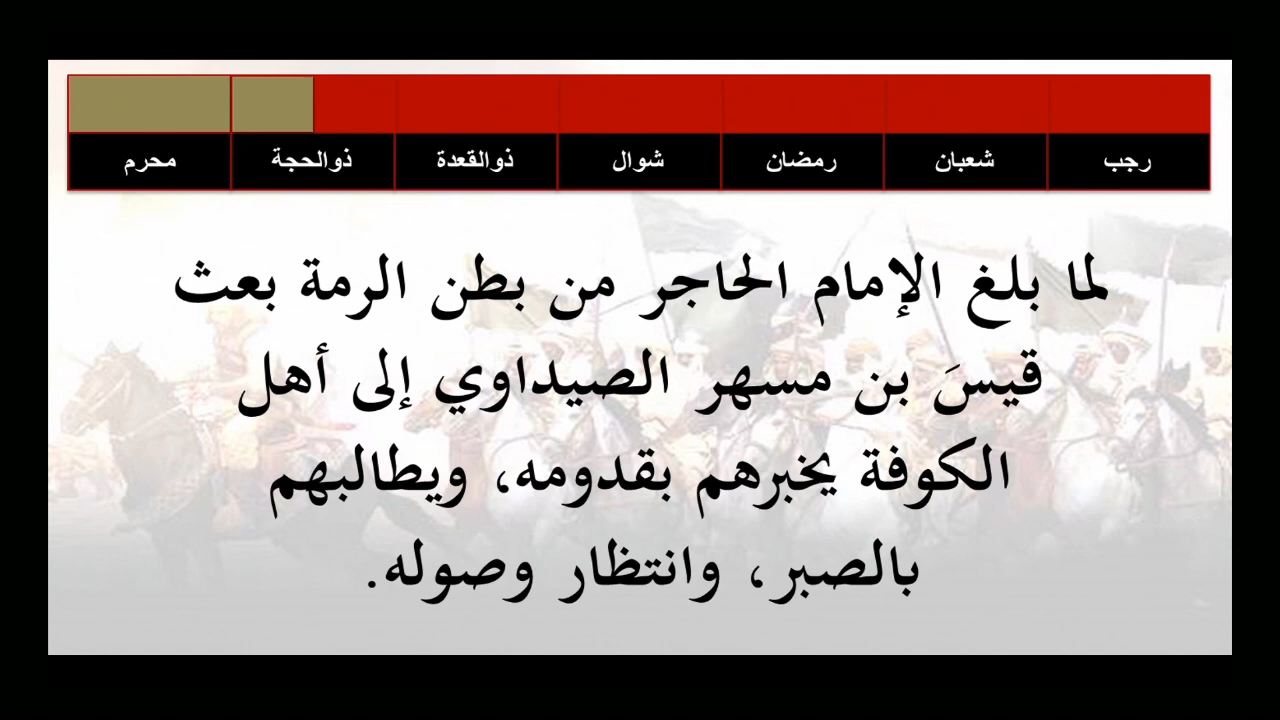 رجب شعبان رمضان شوال ذوالقعدة ذوالحجة محرم
لما بلغ الإمام الحاجر من بطن الرمة بعث
قيسَ بن مسهر الصيداوي إلى أهل
الكوفة يخبرهم بقدومه، ويطالبهم
بالصبر، وانتظار وصوله.